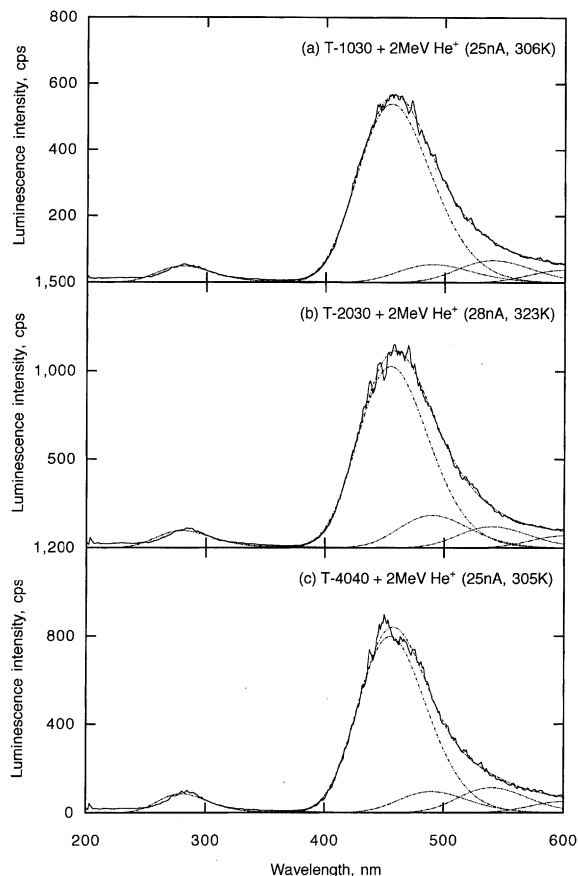 800
(a) T-1030 + 2MeV He⁺ (25nA, 306K)
600
400
200
Luminescence intensity, cps
1,500
(b) T-2030 + 2MeV He⁺ (28nA, 323K)
1,000
500
Luminescence intensity, cps
1,200
(c) T-4040 + 2MeV He⁺ (25nA, 305K)
800
400
0
Luminescence intensity, cps
200 300 400 500 600
Wavelength, nm